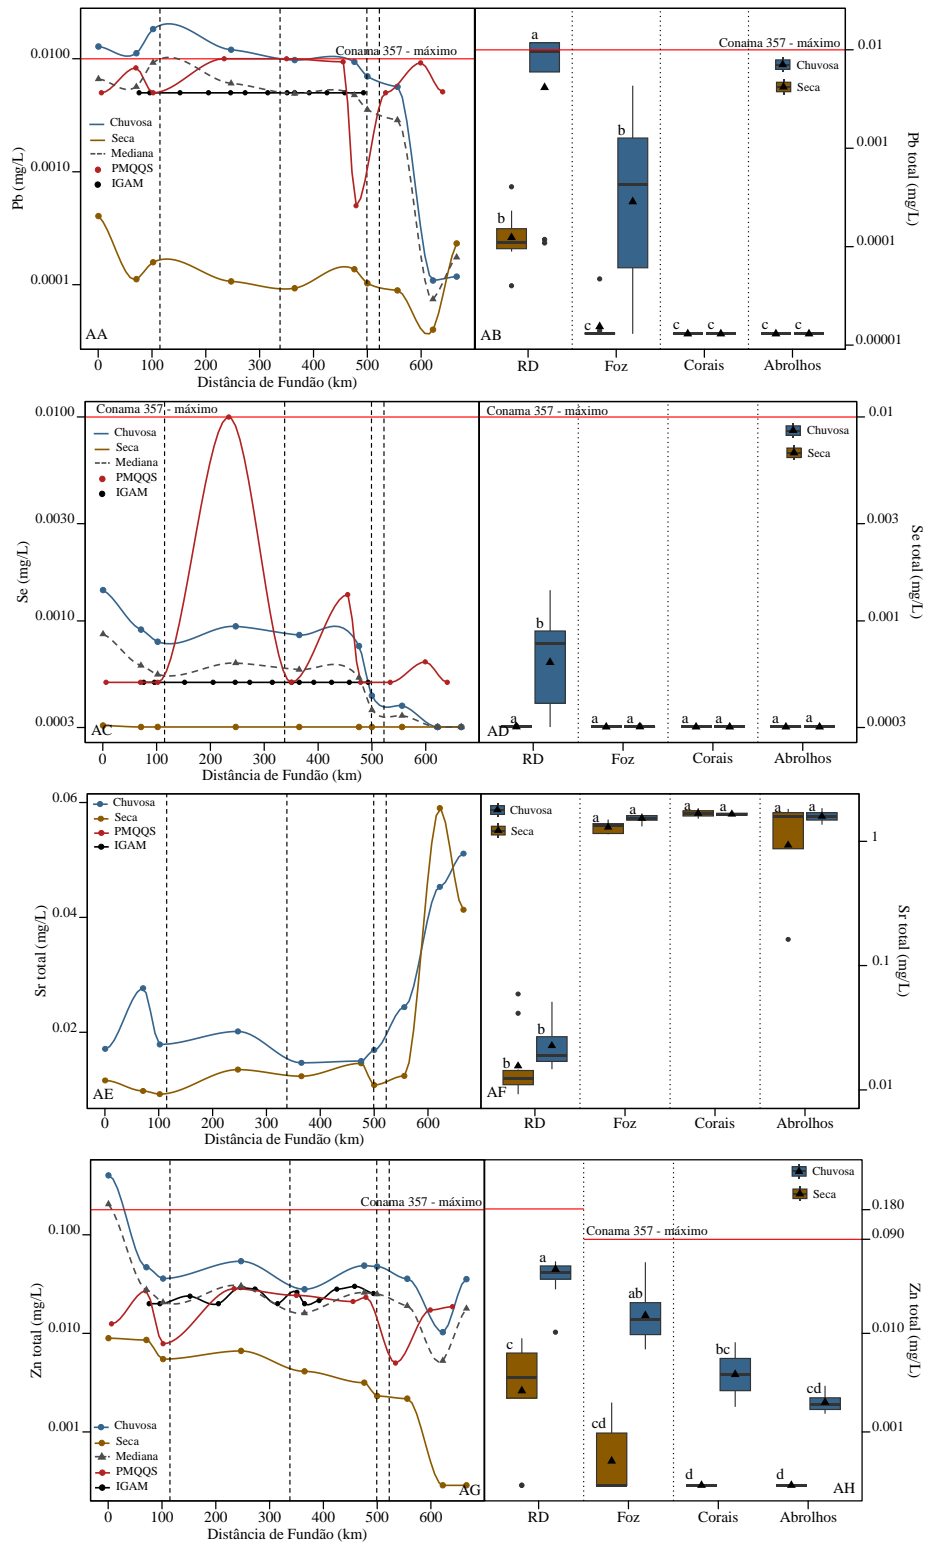 Pb (mg/L)
0.0100
0.0010
0.0001
Conama 357 - máximo
Chuvosa
Seca
Mediana
PMQQS
IGAM
AA
0 100 200 300 400 500 600
Distância de Fundão (km)
Conama 357 - máximo
Chuvosa
Seca
a
b
b
c
c c
c c
AB
RD Foz Corais Abrolhos
0.01
0.001
0.0001
0.00001
Pb total (mg/L)
Se (mg/L)
0.0100
0.0030
0.0010
0.0003
Conama 357 - máximo
Chuvosa
Seca
Mediana
PMQQS
IGAM
AC
0 100 200 300 400 500 600
Distância de Fundão (km)
Conama 357 - máximo
Chuvosa
Seca
b
a
a a
a a
a a
AD
RD Foz Corais Abrolhos
0.01
0.003
0.001
0.0003
Se total (mg/L)
Sr total (mg/L)
0.06
0.04
0.02
Chuvosa
Seca
PMQQS
IGAM
AE
0 100 200 300 400 500 600
Distância de Fundão (km)
Chuvosa
Seca
a a
a a
a a
b
b
AF
RD Foz Corais Abrolhos
1
0.1
0.01
Sr total (mg/L)
Zn total (mg/L)
0.100
0.010
0.001
Conama 357 - máximo
Chuvosa
Seca
Mediana
PMQQS
IGAM
AG
0 100 200 300 400 500 600
Distância de Fundão (km)
Chuvosa
Seca
Conama 357 - máximo
a
ab
c
bc
cd
cd
d
d
AH
RD Foz Corais Abrolhos
0.180
0.090
0.010
0.001
Zn total (mg/L)